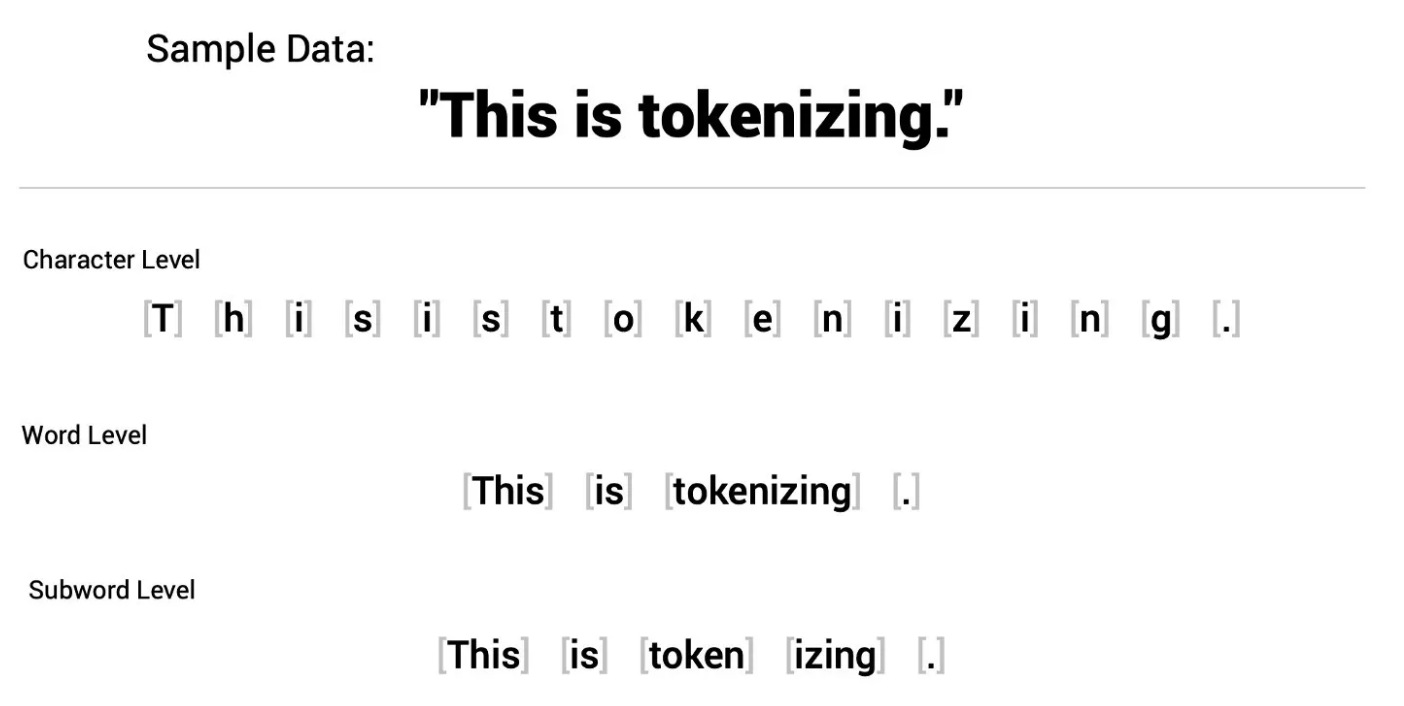 Sample Data:
"This is tokenizing."
Character Level
[T] [h] [i] [s] [i] [s] [t] [o] [k] [e] [n] [i] [z] [i] [n] [g] [.]
Word Level
[This] [is] [tokenizing] [.]
Subword Level
[This] [is] [token] [izing] [.]